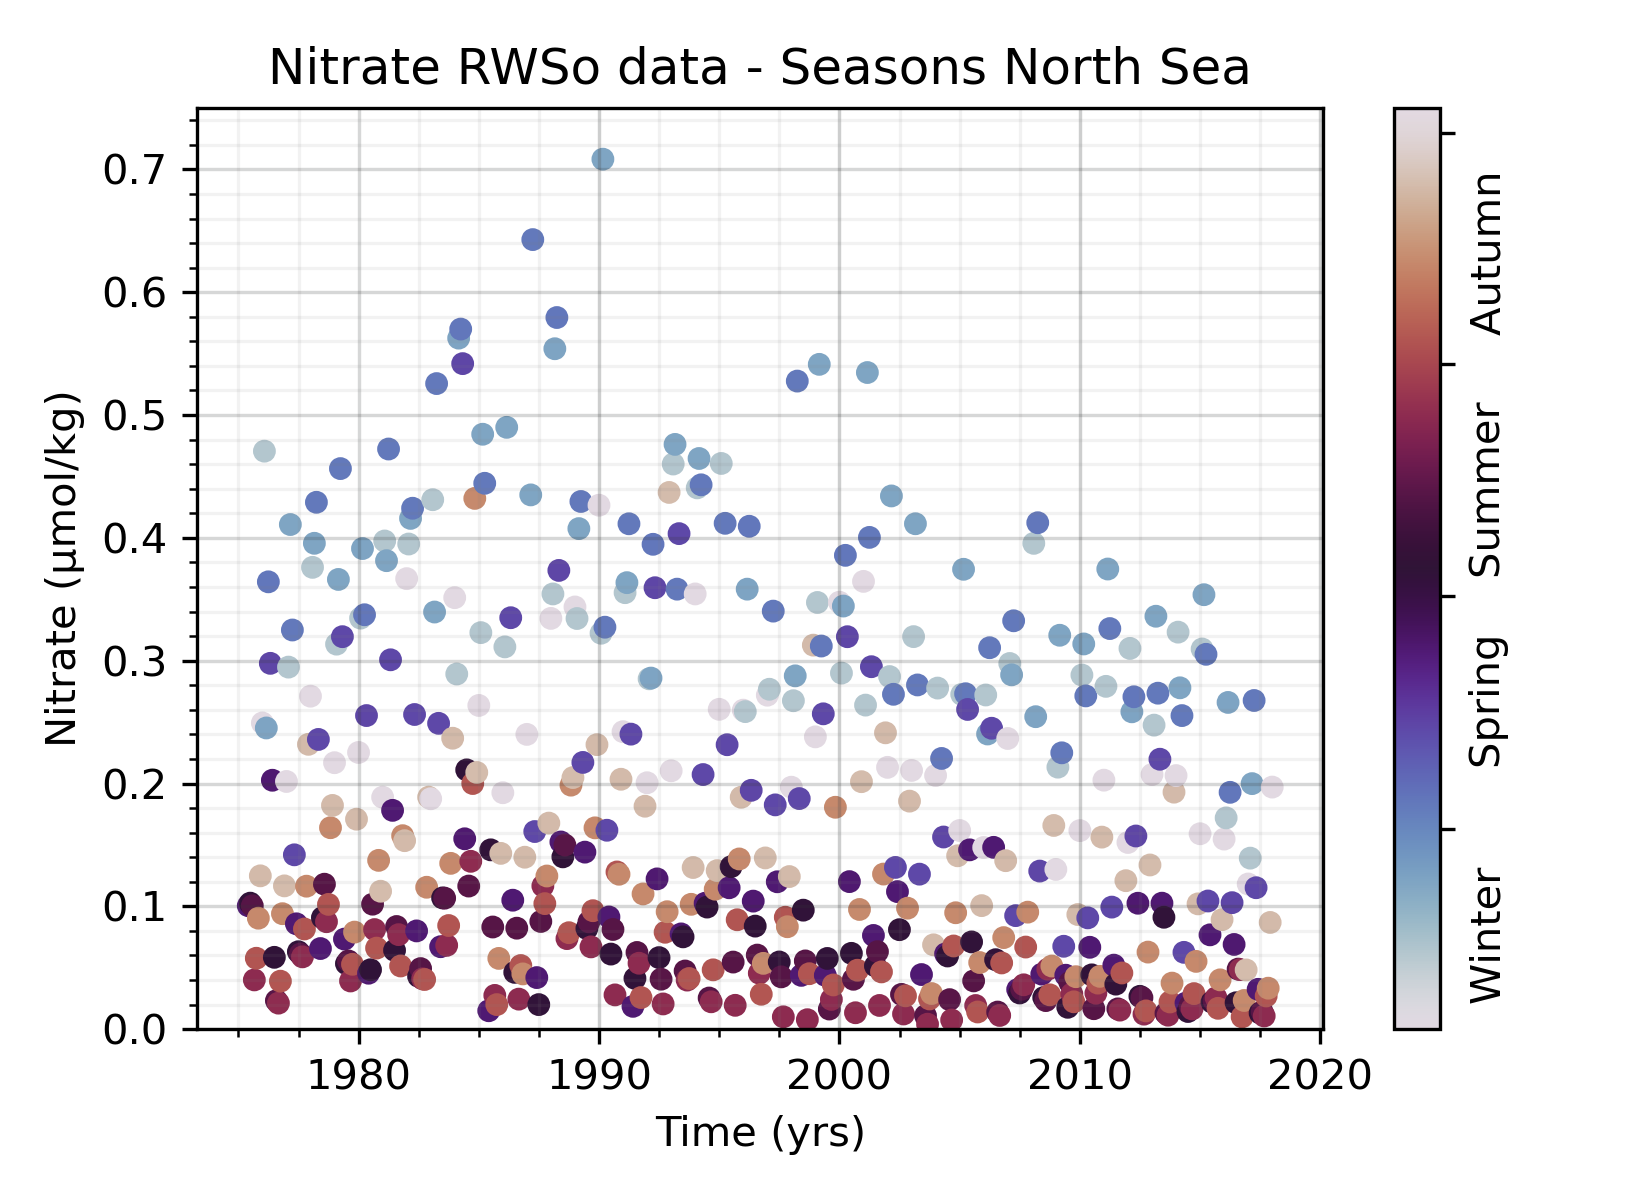 Nitrate RWSo data - Seasons North Sea
Nitrate (μmol/kg)
0.7
0.6
0.5
0.4
0.3
0.2
0.1
0.0
1980 1990 2000 2010 2020
Time (yrs)
Autumn
Summer
Spring
Winter